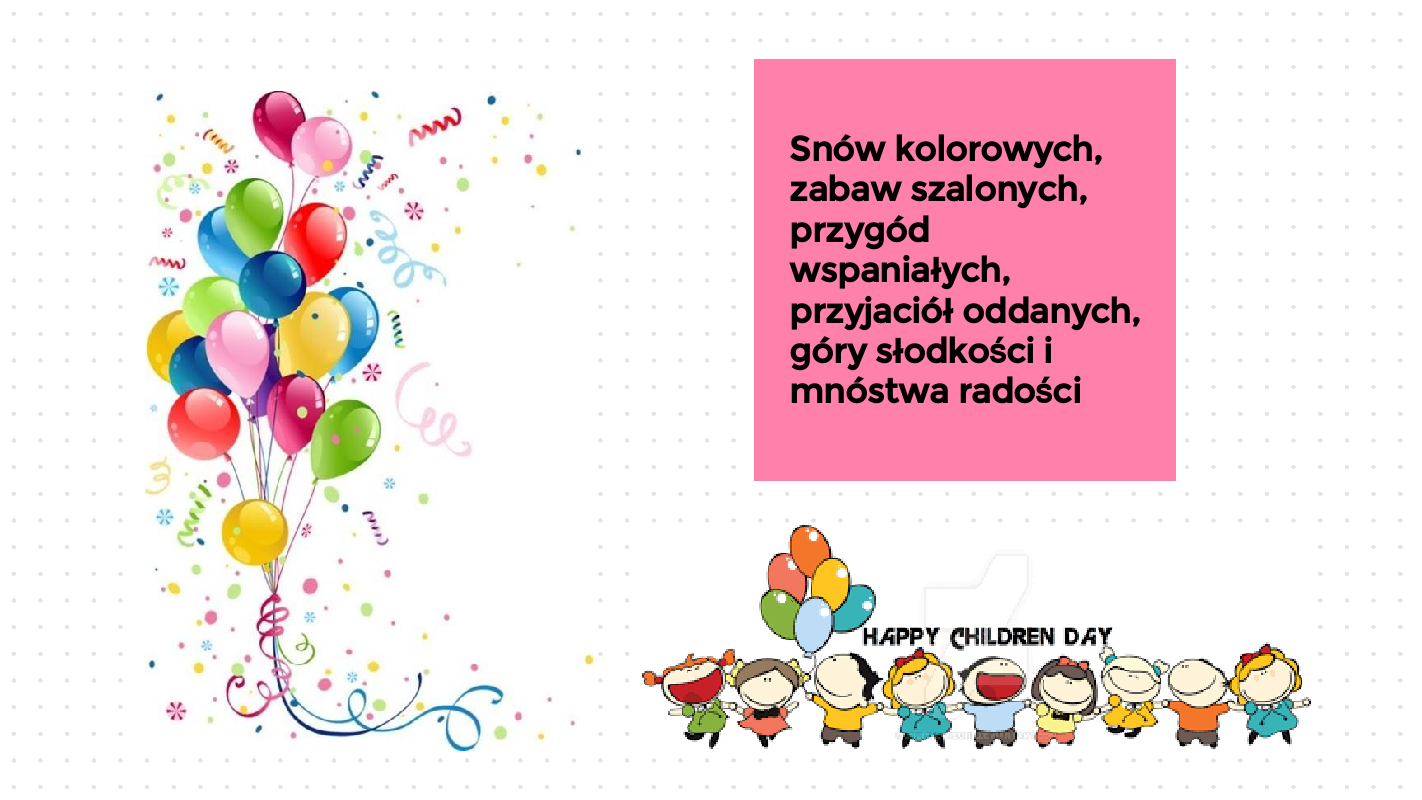 Snów kolorowych,
zabaw szalonych,
przygód
wspaniałych,
przyjaciół oddanych,
góry słodkości i
mnóstwa radości
HAPPY CHILDREN DAY